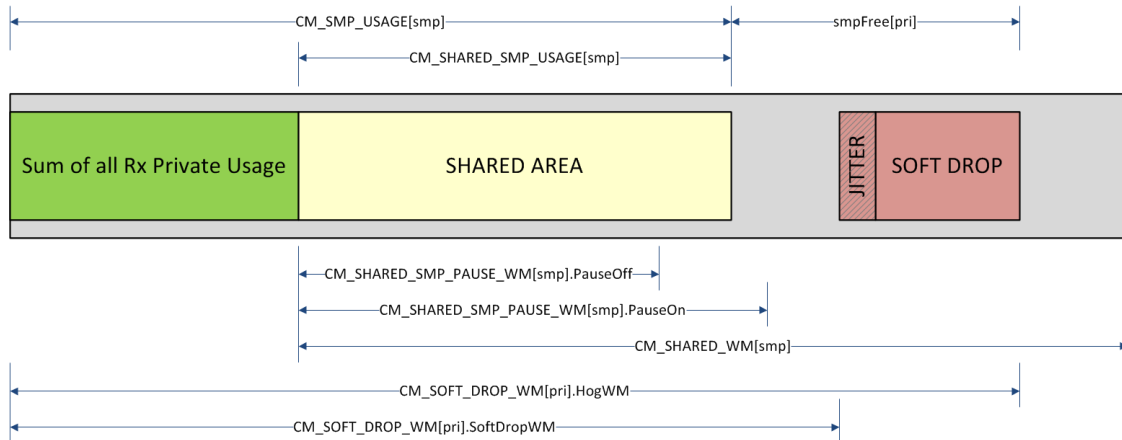 CM_SMP_USAGE[smp]
smpFree[pri]
CM_SHARED_SMP_USAGE[smp]
Sum of all Rx Private Usage
SHARED AREA
JITTER
SOFT DROP
CM_SHARED_SMP_PAUSE_WM[smp].PauseOff
CM_SHARED_SMP_PAUSE_WM[smp].PauseOn
CM_SHARED_WM[smp]
CM_SOFT_DROP_WM[pri].HogWM
CM_SOFT_DROP_WM[pri].SoftDropWM